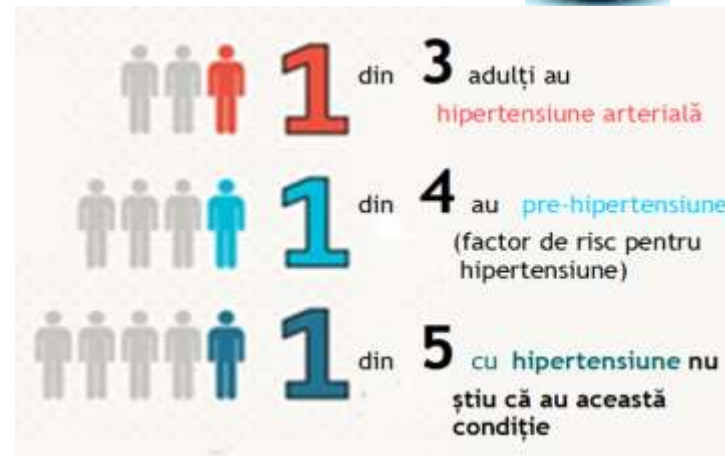 1 din 3 adulți au
hipertensiune arterială
1 din 4 au pre-hipertensiune
(factor de risc pentru
hipertensiune)
1 din 5 cu hipertensiune nu
știu că au această
condiție